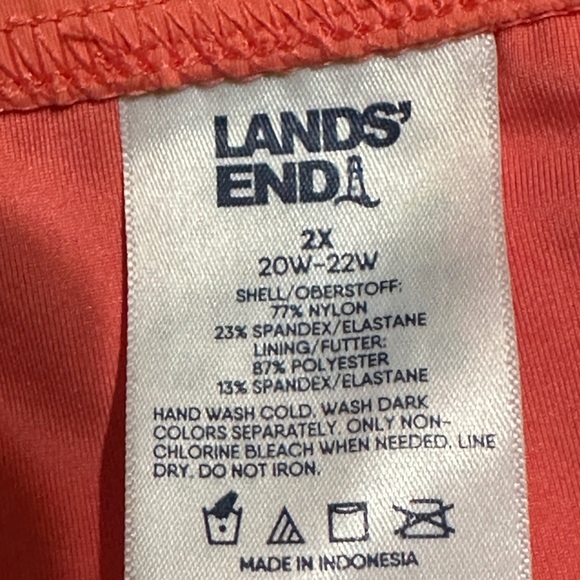 LANDS'
END
2X
20W-22W
SHELL/OBERSTOFF:
77% NYLON
23% SPANDEX/ELASTANE
LINING/FUTTER:
87% POLYESTER
13% SPANDEX/ELASTANE
HAND WASH COLD. WASH DARK
COLORS SEPARATELY. ONLY NON-
CHLORINE BLEACH WHEN NEEDED. LINE
DRY. DO NOT IRON.
MADE IN INDONESIA